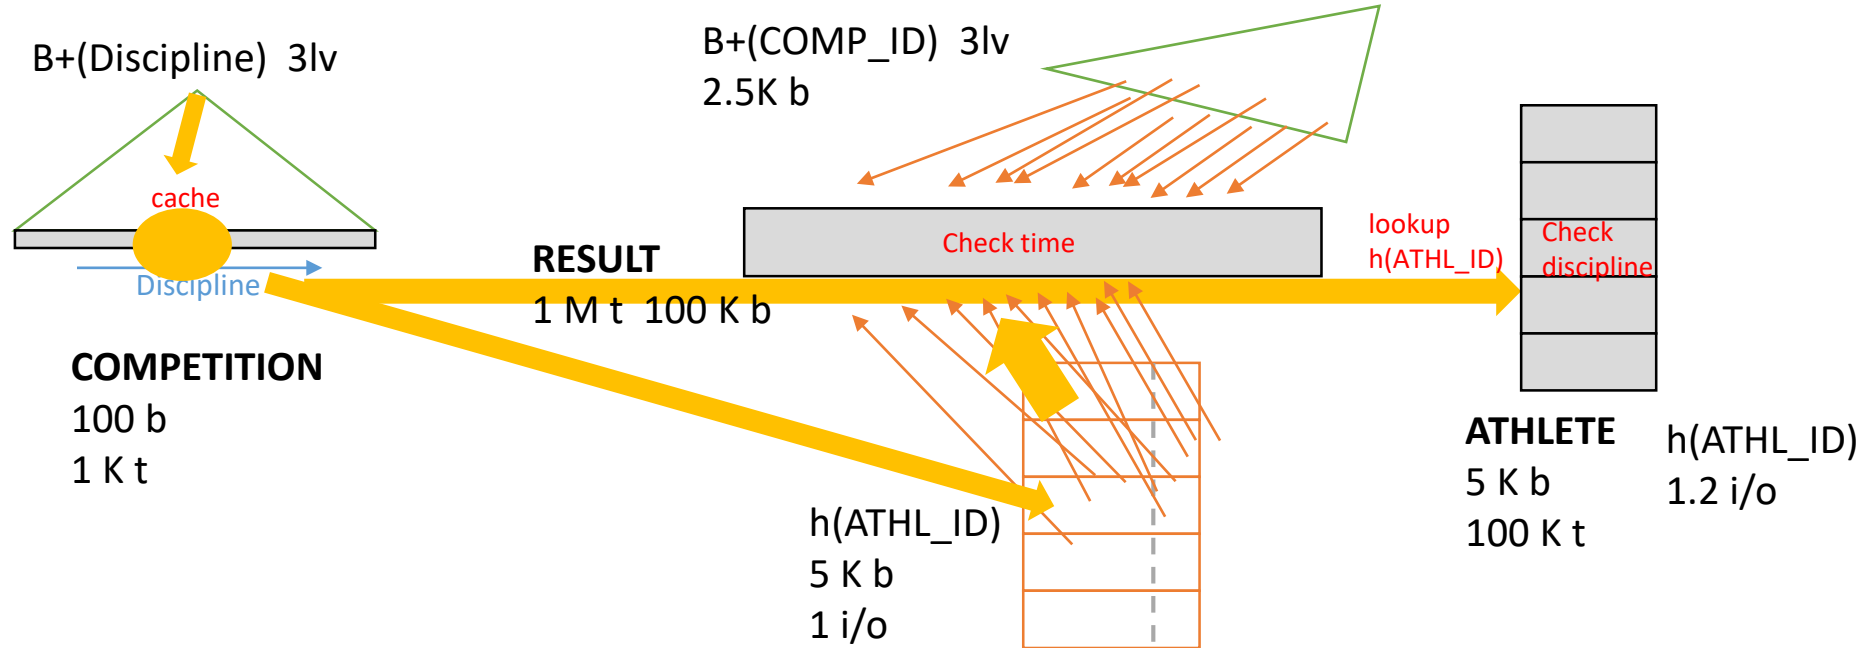 B+(Discipline)  3lv
cache
Discipline
COMPETITION
100 b
1 K t
B+(COMP_ID)  3lv
2.5K b
RESULT
1 M t  100 K b
Check time
h(ATHL_ID)
5 K b
1 i/o
lookup
h(ATHL_ID)
Check
discipline
ATHLETE
5 K b
100 K t
h(ATHL_ID)
1.2 i/o